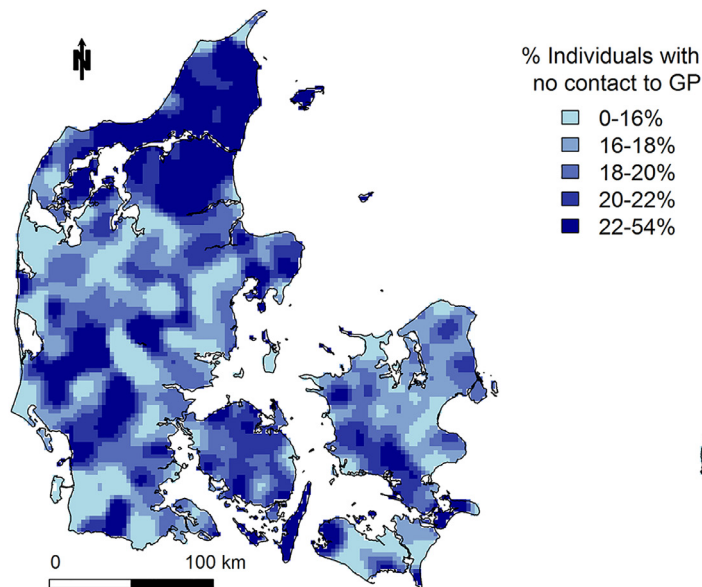 N
% Individuals with
no contact to GP
0-16%
16-18%
18-20%
20-22%
22-54%
0 100 km